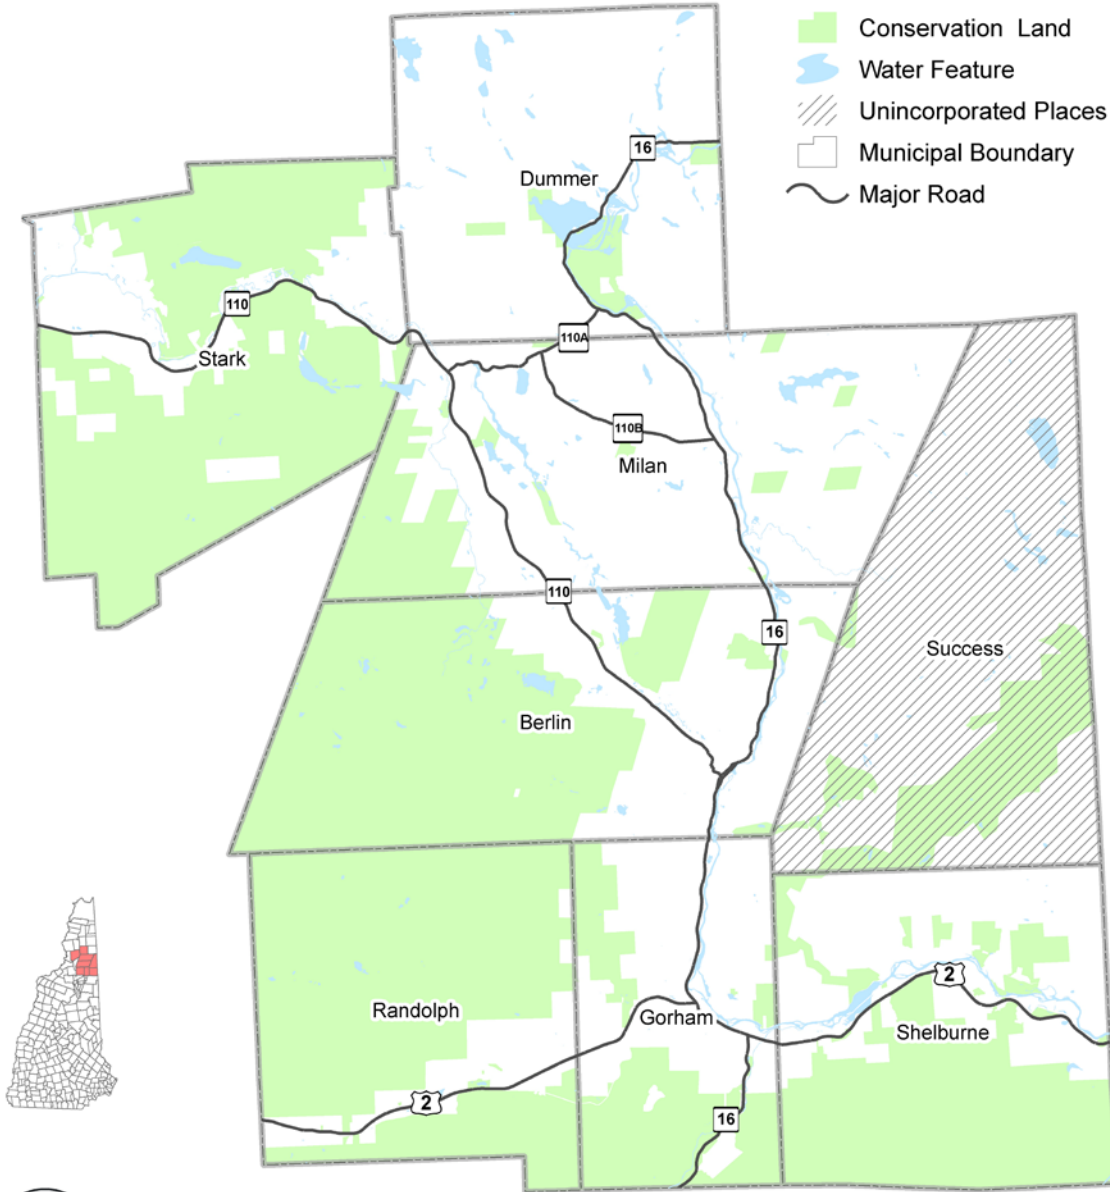 Conservation Land
Water Feature
Unincorporated Places
Municipal Boundary
Major Road
16
Dummer
110
110A
Stark
110B
Milan
110
16
Success
Berlin
2
Randolph
Gorham
Shelburne
2
16